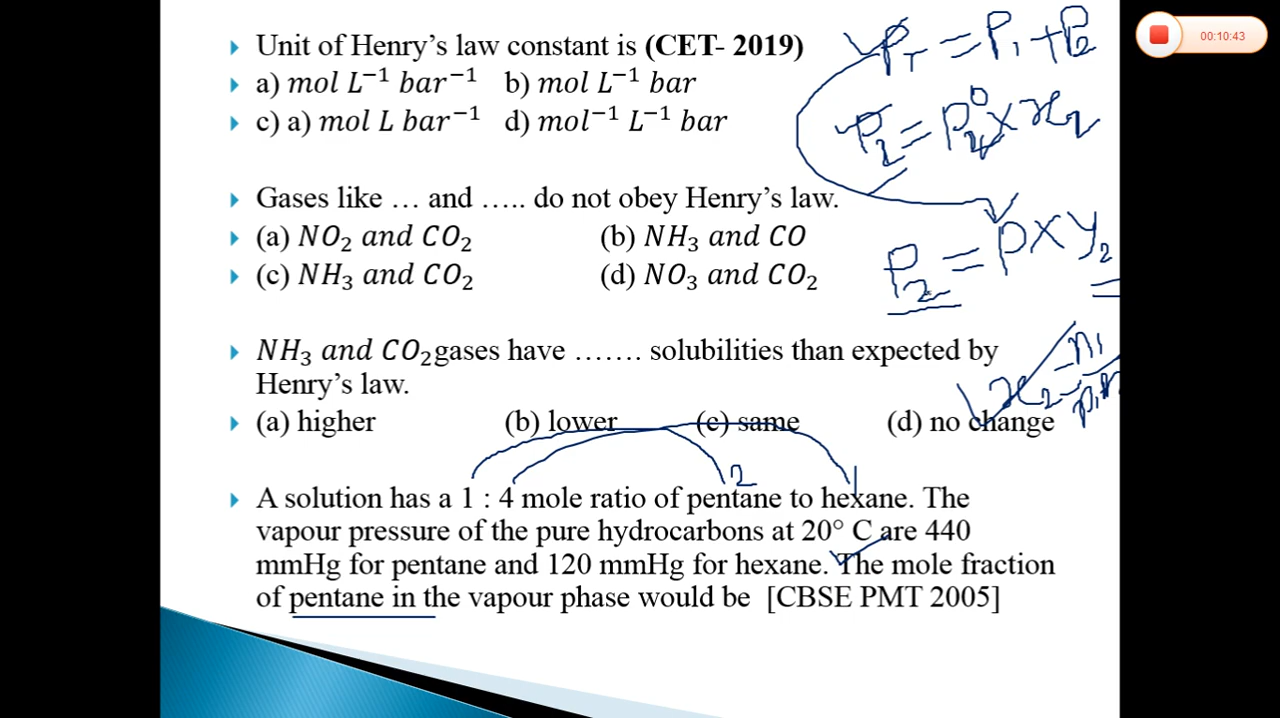 00:10:43
Unit of Henry's law constant is (CET- 2019)
a) mol L⁻¹ bar⁻¹ b) mol L⁻¹ bar
c) a) mol L bar⁻¹ d) mol⁻¹ L⁻¹ bar
Gases like … and ….. do not obey Henry's law.
(a) NO₂ and CO₂ (b) NH₃ and CO
(c) NH₃ and CO₂ (d) NO₃ and CO₂
NH₃ and CO₂gases have ……. solubilities than expected by
Henry's law.
(a) higher (b) lower (c) same (d) no change
A solution has a 1 : 4 mole ratio of pentane to hexane. The
vapour pressure of the pure hydrocarbons at 20° C are 440
mmHg for pentane and 120 mmHg for hexane. The mole fraction
of pentane in the vapour phase would be [CBSE PMT 2005]
P_T = P₁ + P₂
P₂ = P₂⁰ × x₂
P₂ = P × y₂
2 1